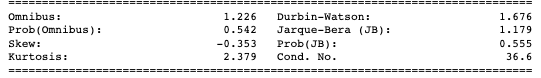 ==============================================================================
Omnibus:                        1.226   Durbin-Watson:                   1.676
Prob(Omnibus):                  0.542   Jarque-Bera (JB):                1.179
Skew:                          -0.353   Prob(JB):                        0.555
Kurtosis:                       2.379   Cond. No.                         36.6
==============================================================================